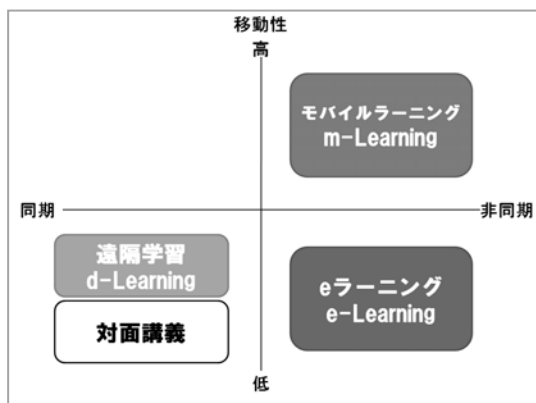 移動性
高
モバイルラーニング
m-Learning
同期
非同期
遠隔学習
d-Learning
eラーニング
e-Learning
対面講義
低